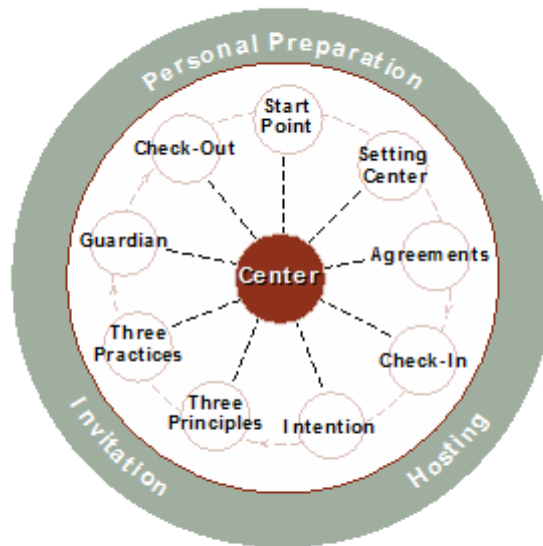 Personal Preparation
Start
Point
Check-Out
Setting
Center
Guardian
Agreements
Center
Three
Practices
Check-In
Three
Principles
Intention
Invitation
Hosting